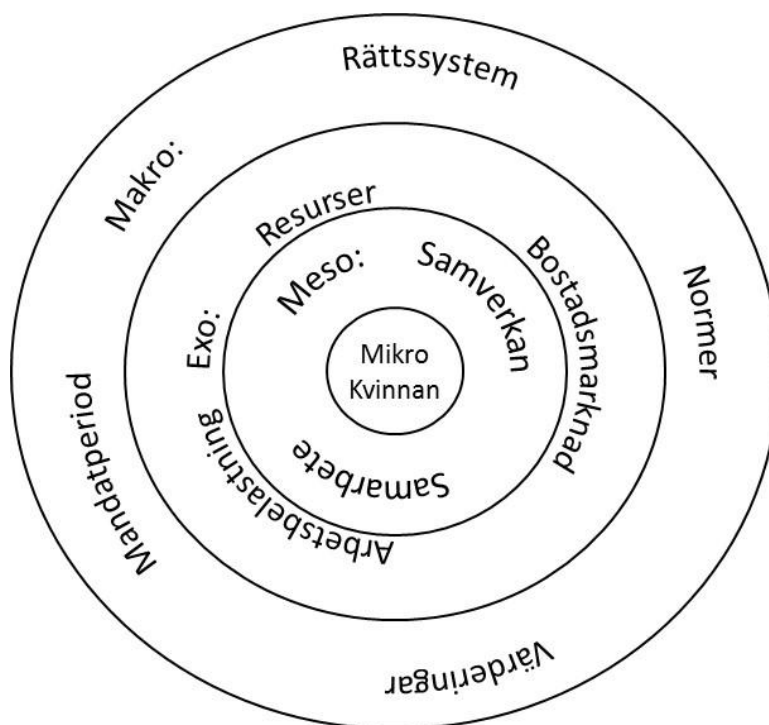 Makro:
Rättssystem
Normer
Värderingar
Mandatperiod
Exo:
Resurser
Bostadsmarknad
Arbetsbelastning
Meso:
Samverkan
Samarbete
Mikro
Kvinnan